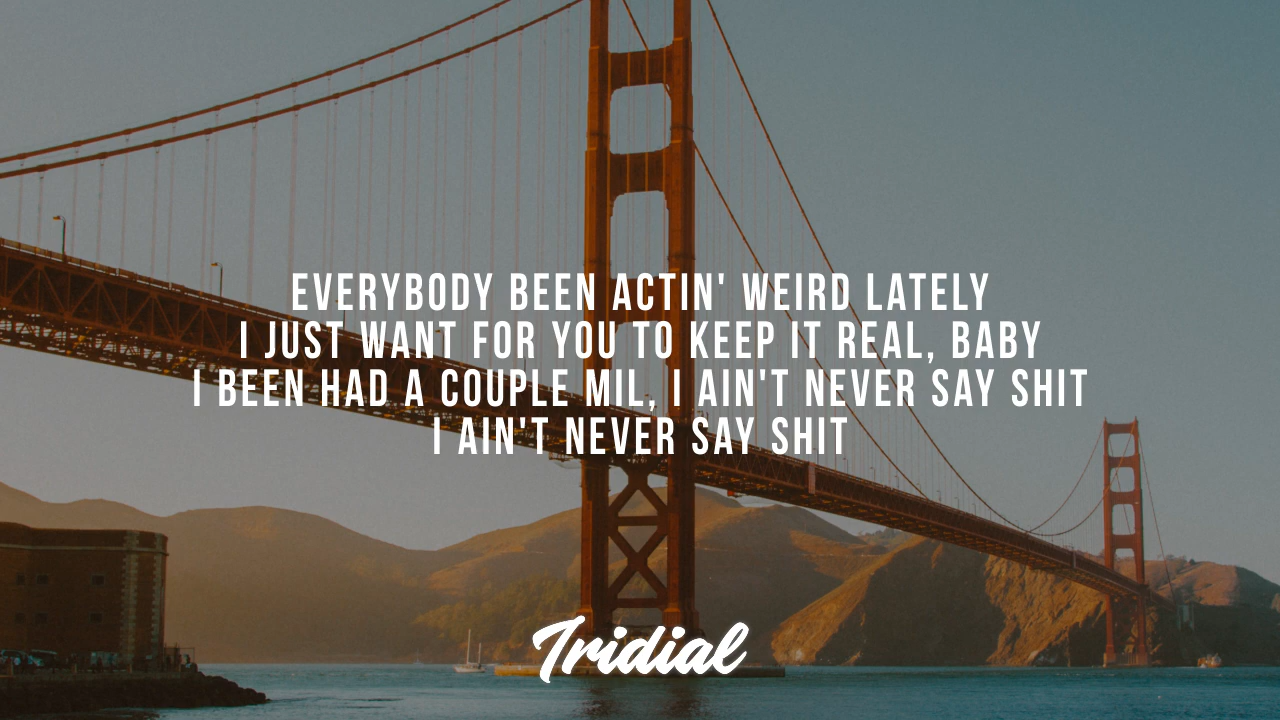 EVERYBODY BEEN ACTIN' WEIRD LATELY
I JUST WANT FOR YOU TO KEEP IT REAL, BABY
I BEEN HAD A COUPLE MIL, I AIN'T NEVER SAY SHIT
I AIN'T NEVER SAY SHIT
Iridial